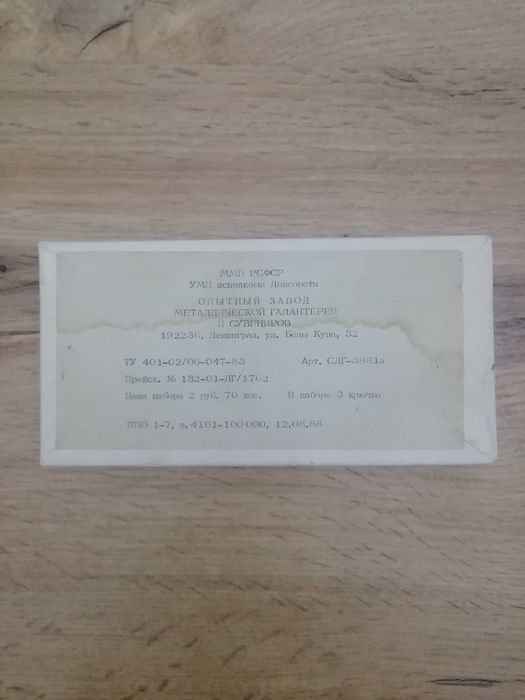 ММП РСФСР
УМП исполкома Ленсовета
ОПЫТНЫЙ ЗАВОД
МЕТАЛЛИЧЕСКОЙ ГАЛАНТЕРЕИ
И СУВЕНИРОВ
192236, Ленинград, ул. Белы Куна, 32
ТУ 401-02/06-047-83 Арт. СЛГ-3881а
Прейск. № 132-01-ЛГ/1762
Цена набора 2 руб. 70 коп. В наборе 3 крючка
ППО 1-7, з. 4101-100000, 12.08.88